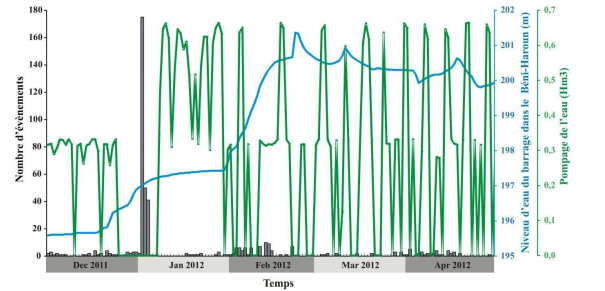 Nombre d'évènements
180
160
140
120
100
80
60
40
20
0
Dec 2011
Jan 2012
Feb 2012
Mar 2012
Apr 2012
Temps
202
201
200
199
198
197
196
195
Niveau d'eau du barrage dans le Béni-Haroun (m)
0,7
0,6
0,5
0,4
0,3
0,2
0,1
0,0
Pompage de l'eau (Hm3)